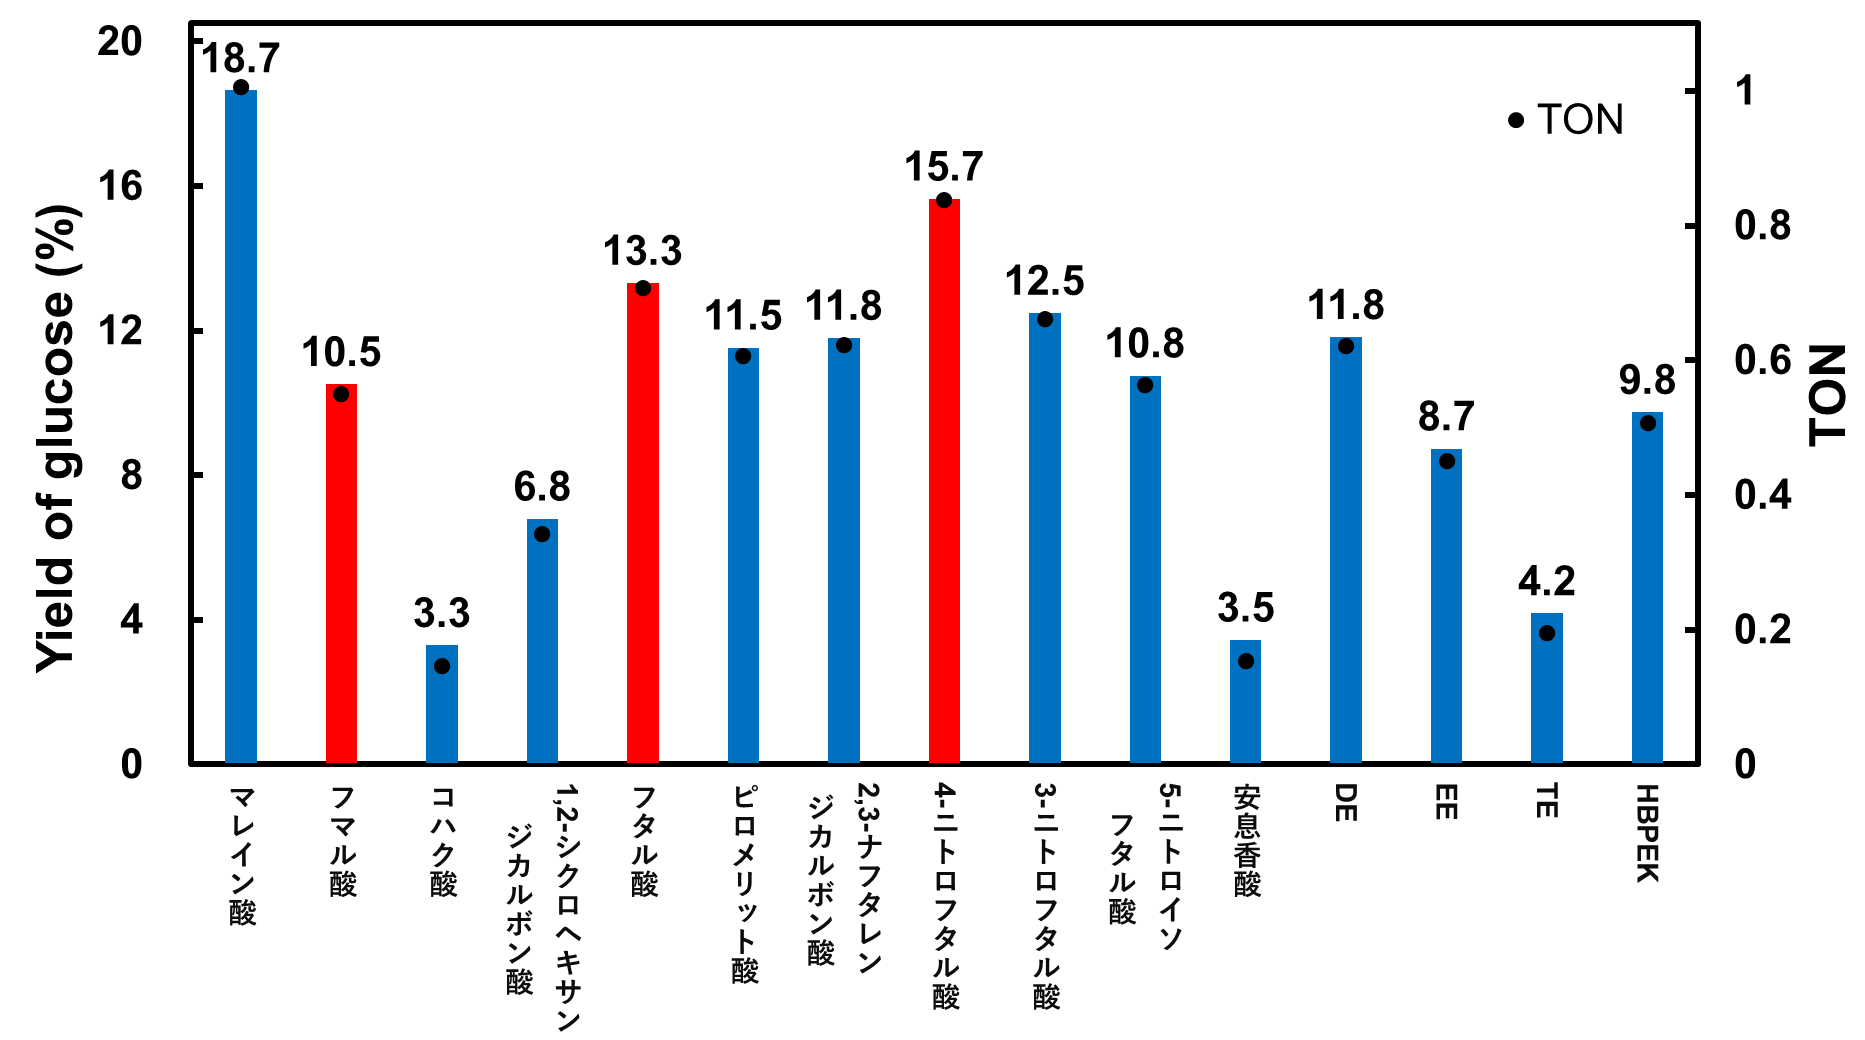 Yield of glucose (%)
20
16
12
8
4
0
18.7
10.5
3.3
6.8
13.3
11.5
11.8
15.7
12.5
10.8
3.5
11.8
8.7
4.2
9.8
TON
1
0.8
0.6
0.4
0.2
0
TON
マレイン酸
フマル酸
コハク酸
1,2-シクロヘキサン
ジカルボン酸
フタル酸
ピロメリット酸
2,3-ナフタレン
ジカルボン酸
4-ニトロフタル酸
3-ニトロフタル酸
5-ニトロイソ
フタル酸
安息香酸
DE
EE
TE
HBPEK